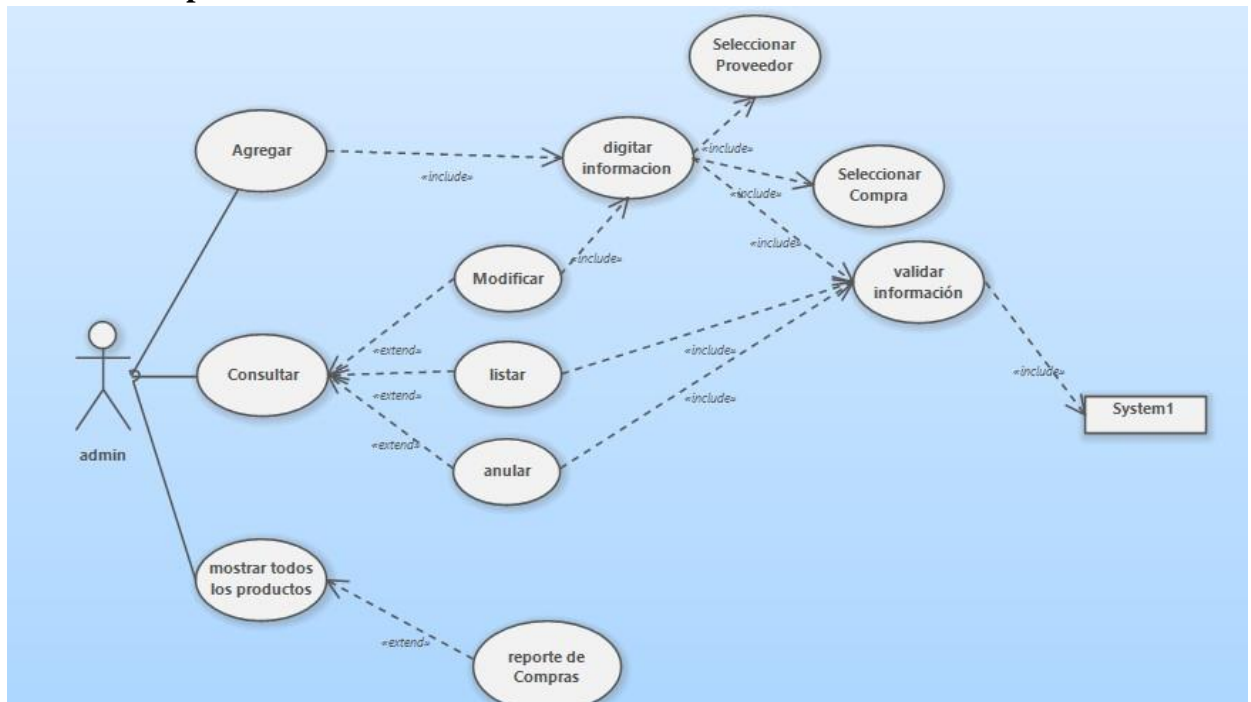 Seleccionar
Proveedor
Agregar
«include»
digitar
informacion
«include»
Seleccionar
Compra
«include»
«include»
validar
información
Modificar
«include»
«extend»
Consultar
«extend»
listar
«include»
«include»
«extend»
anular
«include»
System1
admin
mostrar todos
los productos
«extend»
reporte de
Compras